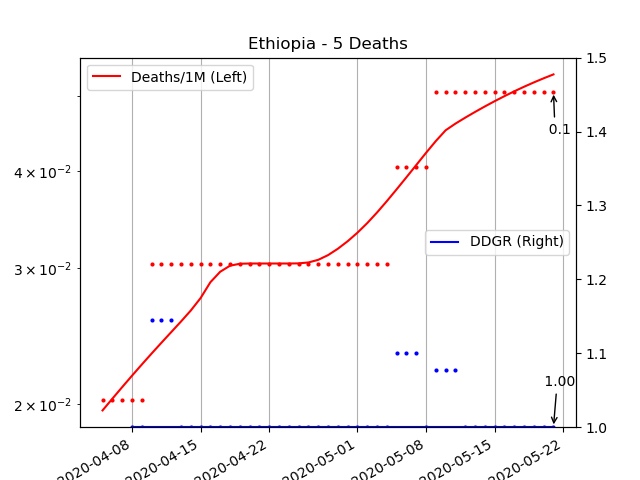 Ethiopia - 5 Deaths
Deaths/1M (Left)
DDGR (Right)
0.1
1.00
4 × 10⁻²
3 × 10⁻²
2 × 10⁻²
1.5
1.4
1.3
1.2
1.1
1.0
2020-04-08
2020-04-15
2020-04-22
2020-05-01
2020-05-08
2020-05-15
2020-05-22